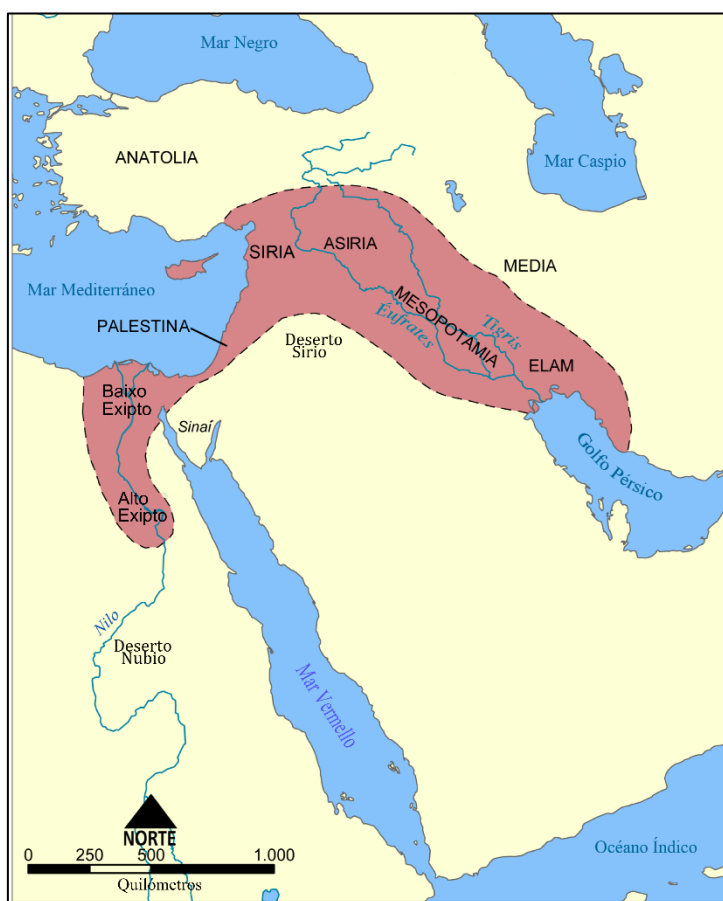 Mar Negro
Mar Caspio
ANATOLIA
SIRIA
ASIRIA
MEDIA
Mar Mediterráneo
MESOPOTAMIA
Éufrates
Tigris
PALESTINA
Deserto
Sirio
ELAM
Baixo
Exipto
Sinaí
Golfo Pérsico
Alto
Exipto
Nilo
Deserto
Nubio
Mar Vermello
NORTE
0 250 500 1.000
Quilómetros
Océano Índico